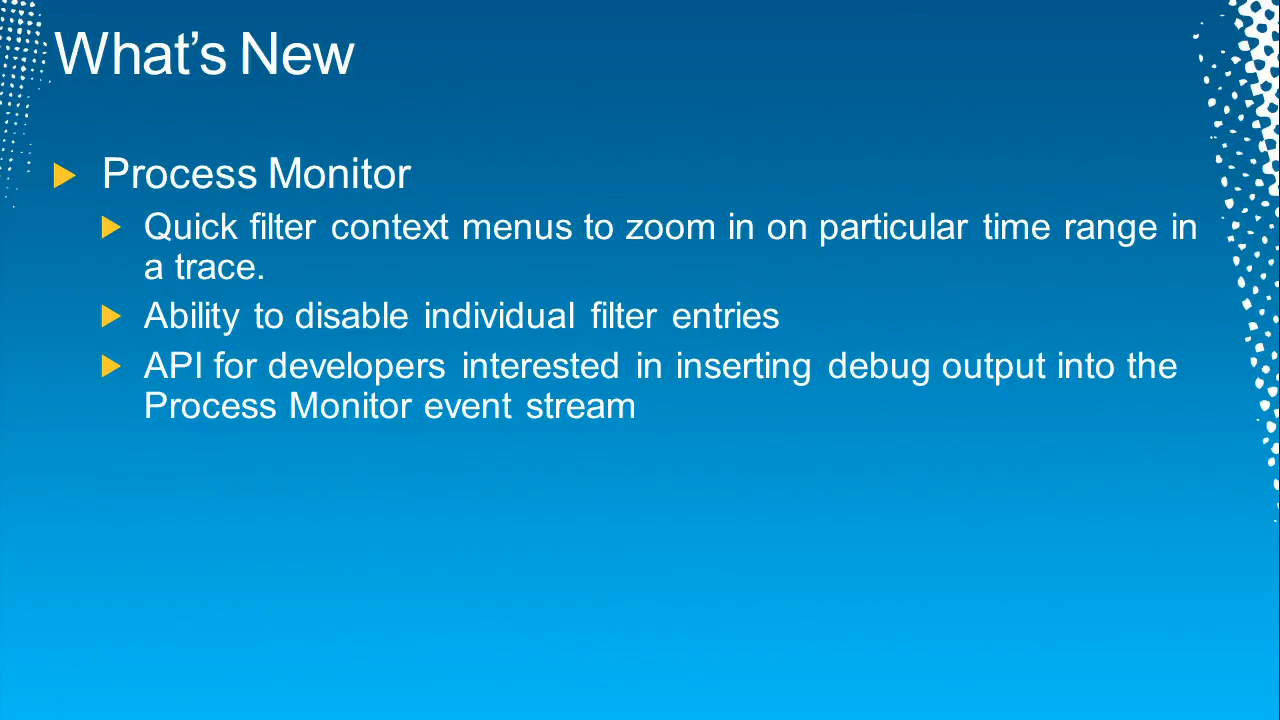 What’s New
Process Monitor
Quick filter context menus to zoom in on particular time range in
a trace.
Ability to disable individual filter entries
API for developers interested in inserting debug output into the
Process Monitor event stream